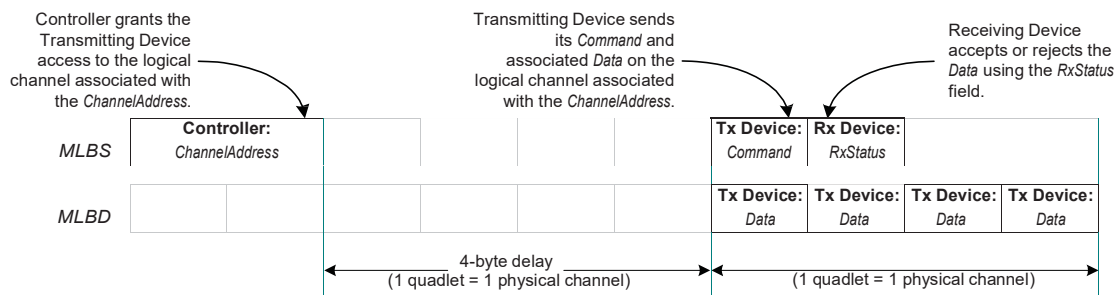 Controller grants the
Transmitting Device
access to the logical
channel associated with
the ChannelAddress.
Transmitting Device sends
its Command and
associated Data on the
logical channel associated
with the ChannelAddress.
Receiving Device
accepts or rejects the
Data using the RxStatus
field.
MLBS
Controller:
ChannelAddress
Tx Device:
Command
Rx Device:
RxStatus
MLBD
Tx Device:
Data
Tx Device:
Data
Tx Device:
Data
Tx Device:
Data
4-byte delay
(1 quadlet = 1 physical channel)
(1 quadlet = 1 physical channel)